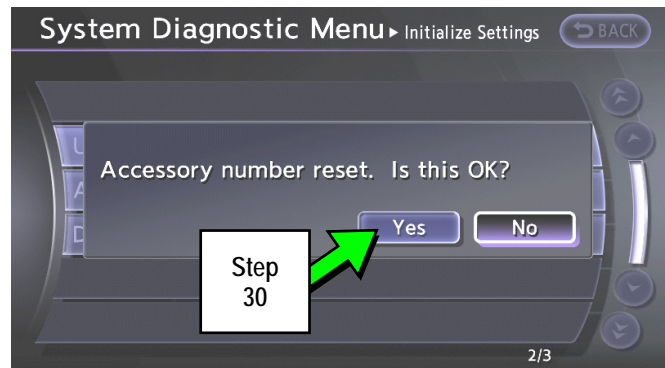 System Diagnostic Menu ▸ Initialize Settings BACK
U
Accessory number reset. Is this OK?
A
D
Yes No
Step
30
2/3